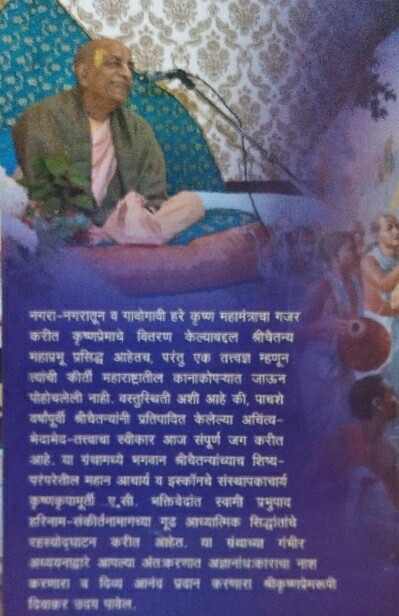 नगरा-नगरातून व गावोगावी हरे कृष्ण महामंत्राचा गजर
करीत कृष्णप्रेमाचे वितरण केल्याबद्दल श्रीचैतन्य
महाप्रभू प्रसिद्ध आहेतच, परंतु एक तत्त्वज्ञ म्हणून
त्यांची कीर्ती महाराष्ट्रातील कानाकोपऱ्यात जाऊन
पोहोचलेली नाही. वस्तुस्थिती अशी आहे की, पाचशे
वर्षांपूर्वी श्रीचैतन्यांनी प्रतिपादित केलेल्या अचिंत्य-
भेदाभेद-तत्त्वाचा स्वीकार आज संपूर्ण जग करीत
आहे. या ग्रंथामध्ये भगवान श्रीचैतन्यांच्याच शिष्य-
परंपरेतील महान आचार्य व इस्कॉनचे संस्थापकाचार्य
कृष्णकृपामूर्ती ए.सी. भक्तिवेदांत स्वामी प्रभुपाद
हरिनाम-संकीर्तनामागच्या गूढ आध्यात्मिक सिद्धांतांचे
रहस्योद्घाटन करीत आहेत. या ग्रंथाच्या गंभीर
अध्ययनाद्वारे आपल्या अंतःकरणात अज्ञानांधःकाराचा नाश
करणारा व दिव्य आनंद प्रदान करणारा श्रीकृष्णप्रेमरूपी
दिवाकर उदय पावेल.